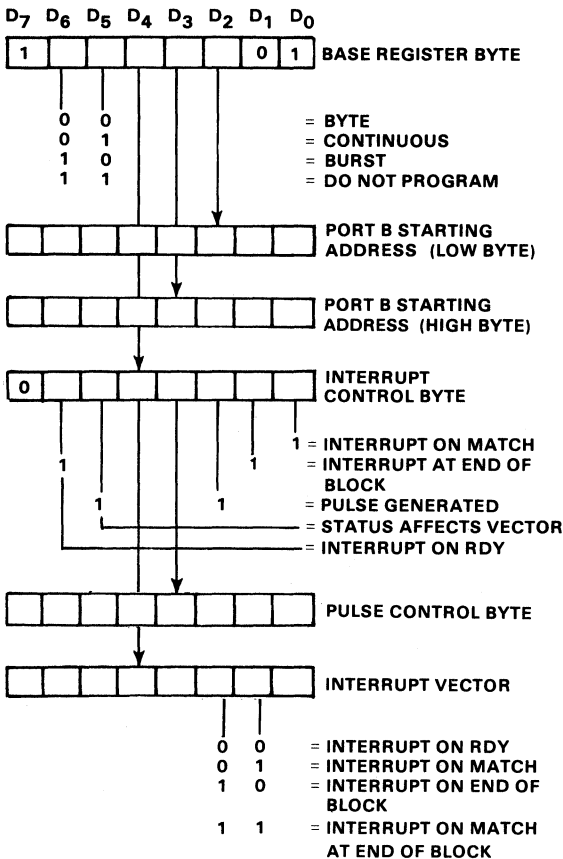 D7 D6 D5 D4 D3 D2 D1 D0
1 0 1 BASE REGISTER BYTE
0 0 = BYTE
0 1 = CONTINUOUS
1 0 = BURST
1 1 = DO NOT PROGRAM
PORT B STARTING
ADDRESS (LOW BYTE)
PORT B STARTING
ADDRESS (HIGH BYTE)
0 INTERRUPT
CONTROL BYTE
1 = INTERRUPT ON MATCH
1 1 = INTERRUPT AT END OF
BLOCK
1 1 = PULSE GENERATED
= STATUS AFFECTS VECTOR
= INTERRUPT ON RDY
PULSE CONTROL BYTE
INTERRUPT VECTOR
0 0 = INTERRUPT ON RDY
0 1 = INTERRUPT ON MATCH
1 0 = INTERRUPT ON END OF
BLOCK
1 1 = INTERRUPT ON MATCH
AT END OF BLOCK